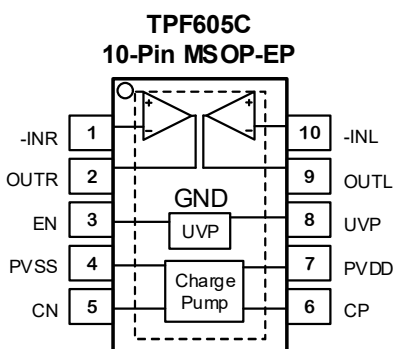 TPF605C
10-Pin MSOP-EP
-INR 1 + - + - 10 -INL
OUTR 2 9 OUTL
GND
EN 3 UVP 8 UVP
PVSS 4 7 PVDD
Charge
Pump
CN 5 6 CP